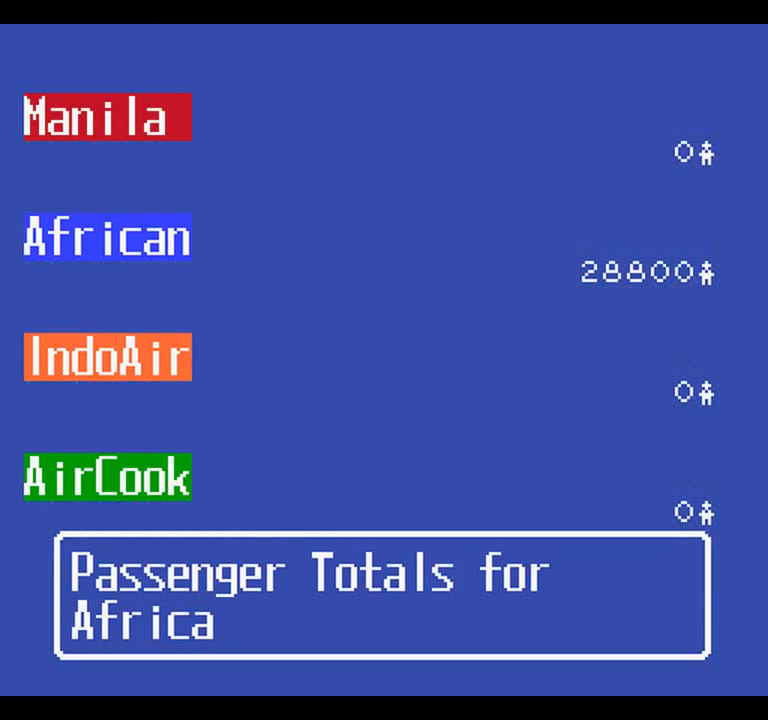 Manila
0
African
28800
IndoAir
0
AirCook
0
Passenger Totals for
Africa